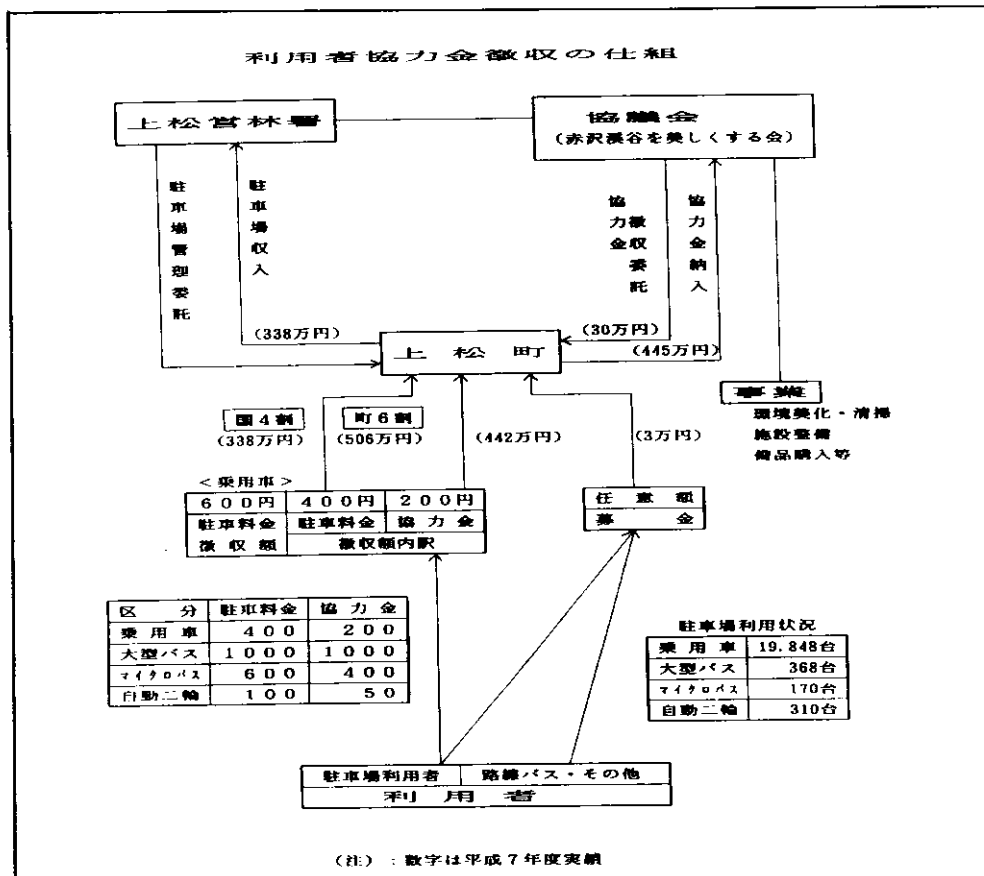 利用者協力金徴収の仕組
上松営林署
協議会
(赤沢渓谷を美しくする会)
駐車場管理委託
駐車場収入
協力金徴収委託
協力金納入
(338万円)
(30万円)
(445万円)
上松町
事業
環境美化・清掃
施設整備
備品購入等
国4割
町6割
(338万円)
(506万円)
(442万円)
(3万円)
<乗用車>
600円 400円 200円
駐車料金 駐車料金 協力金
徴収額 徴収額内訳
任意額
募金
区分 駐車料金 協力金
乗用車 400 200
大型バス 1000 1000
マイクロバス 600 400
自動二輪 100 50
駐車場利用状況
乗用車 19,848台
大型バス 368台
マイクロバス 170台
自動二輪 310台
駐車場利用者 路線バス・その他
利用者
(注):数字は平成7年度実績